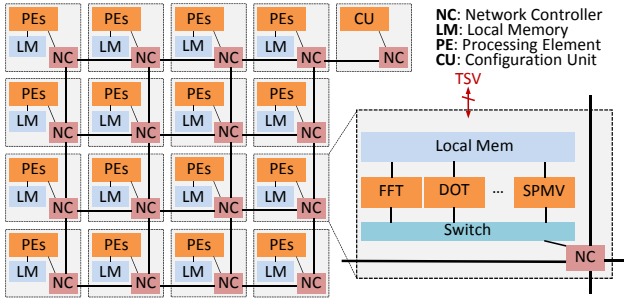 PEs PEs PEs PEs CU
LM LM LM LM
NC NC NC NC NC
NC: Network Controller
LM: Local Memory
PE: Processing Element
CU: Configuration Unit
TSV
PEs PEs PEs PEs
LM LM LM LM
NC NC NC NC
PEs PEs PEs PEs
LM LM LM LM
NC NC NC NC
PEs PEs PEs PEs
LM LM LM LM
NC NC NC NC
Local Mem
FFT DOT ... SPMV
Switch
NC